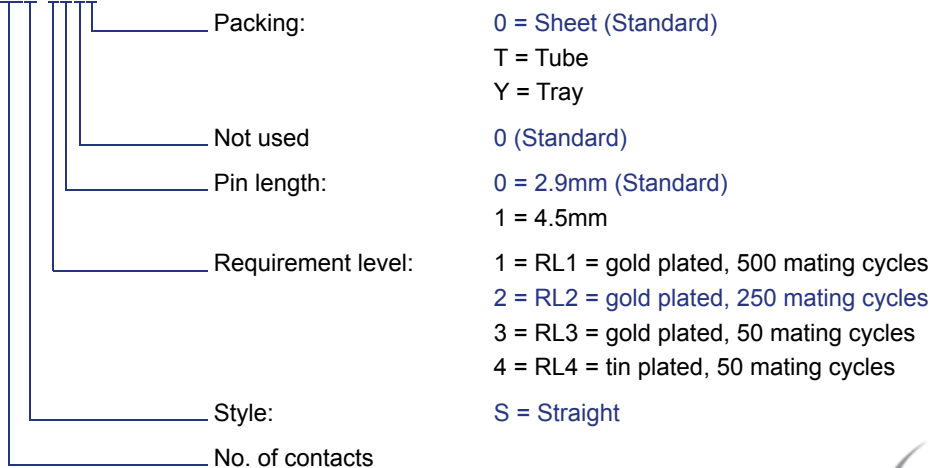 Packing: 0 = Sheet (Standard)
T = Tube
Y = Tray
Not used 0 (Standard)
Pin length: 0 = 2.9mm (Standard)
1 = 4.5mm
Requirement level: 1 = RL1 = gold plated, 500 mating cycles
2 = RL2 = gold plated, 250 mating cycles
3 = RL3 = gold plated, 50 mating cycles
4 = RL4 = tin plated, 50 mating cycles
Style: S = Straight
No. of contacts